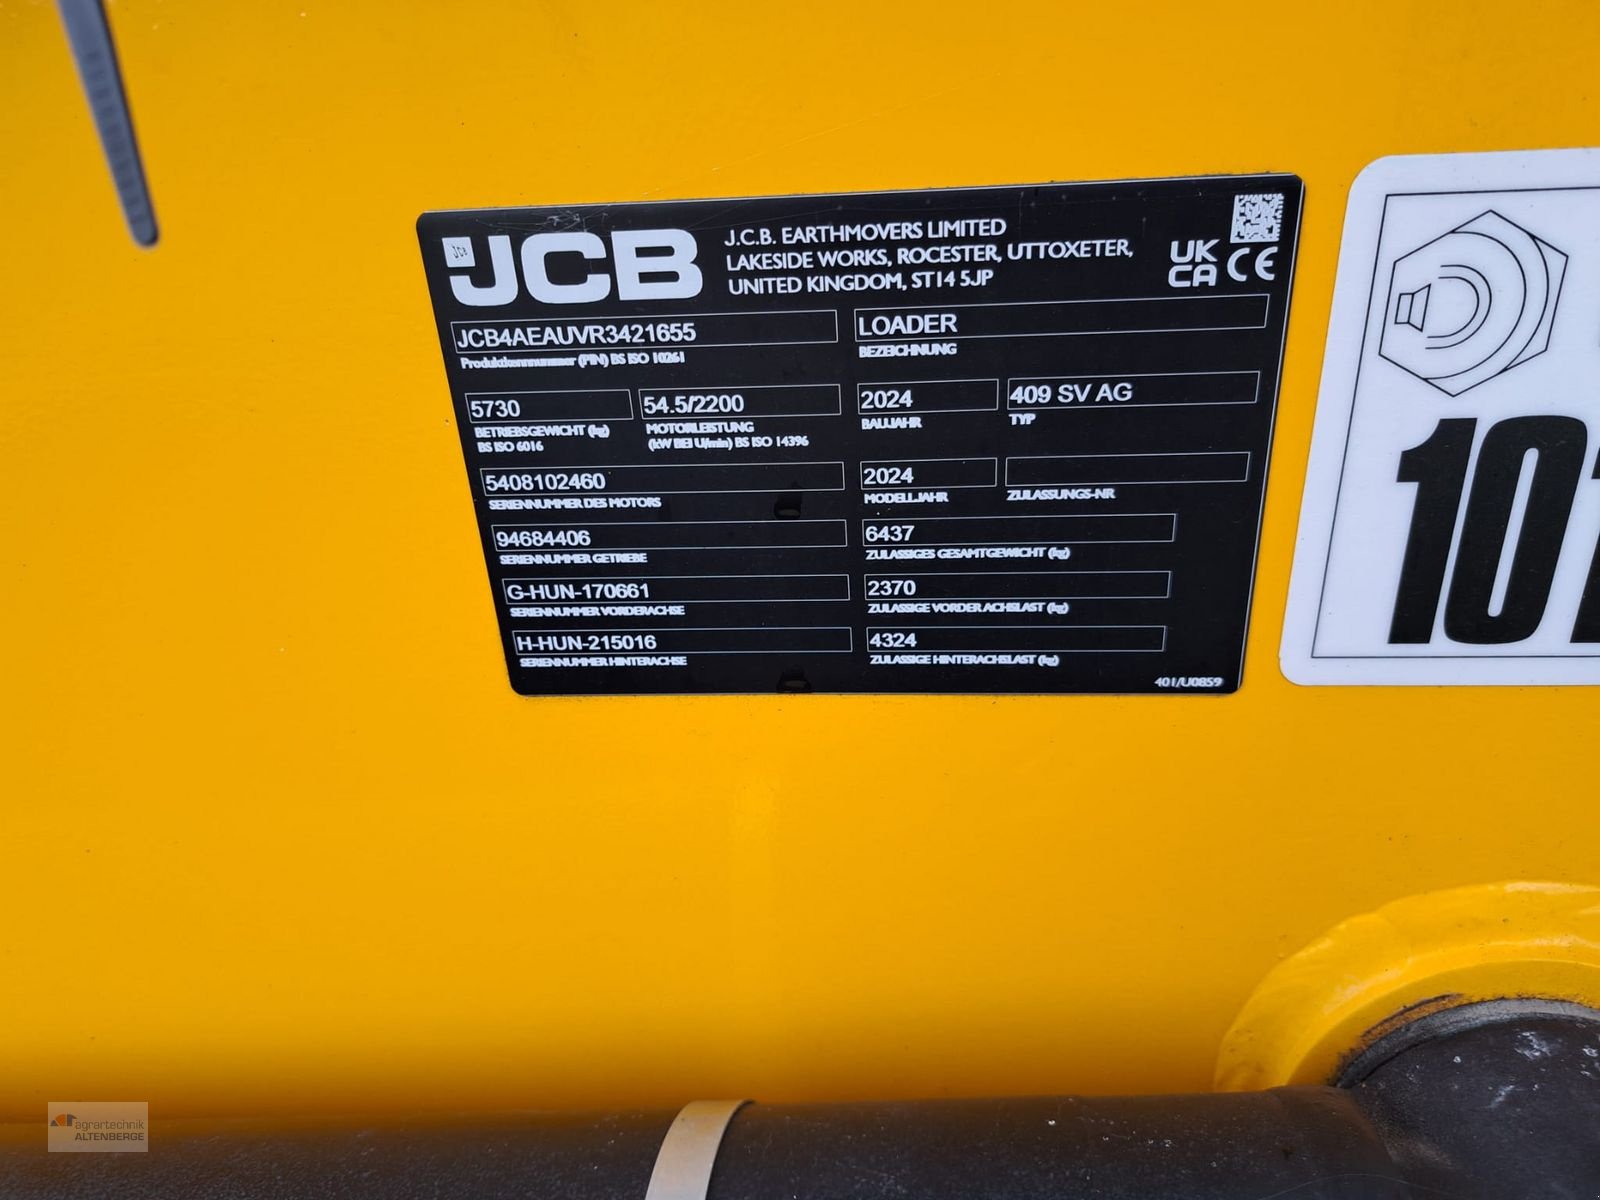 JCB
JCB
J.C.B. EARTHMOVERS LIMITED
LAKESIDE WORKS, ROCESTER, UTTOXETER,
UNITED KINGDOM, ST14 5JP
UK
CA CE
JCB4AEAUVR3421655
Produktkennnummer (PIN) BS ISO 10261
LOADER
BEZEICHNUNG
5730
BETRIEBSGEWICHT (kg)
BS ISO 6016
54.5/2200
MOTORLEISTUNG
(kW BEI U/min) BS ISO 14396
2024
BAUJAHR
409 SV AG
TYP
5408102460
SERIENNUMMER DES MOTORS
2024
MODELLJAHR
ZULASSUNGS-NR
94684406
SERIENNUMMER GETRIEBE
6437
ZULASSIGES GESAMTGEWICHT (kg)
G-HUN-170661
SERIENNUMMER VORDERACHSE
2370
ZULASSIGE VORDERACHSLAST (kg)
H-HUN-215016
SERIENNUMMER HINTERACHSE
4324
ZULASSIGE HINTERACHSLAST (kg)
401/U0859
10
agrartechnik
ALTENBERGE